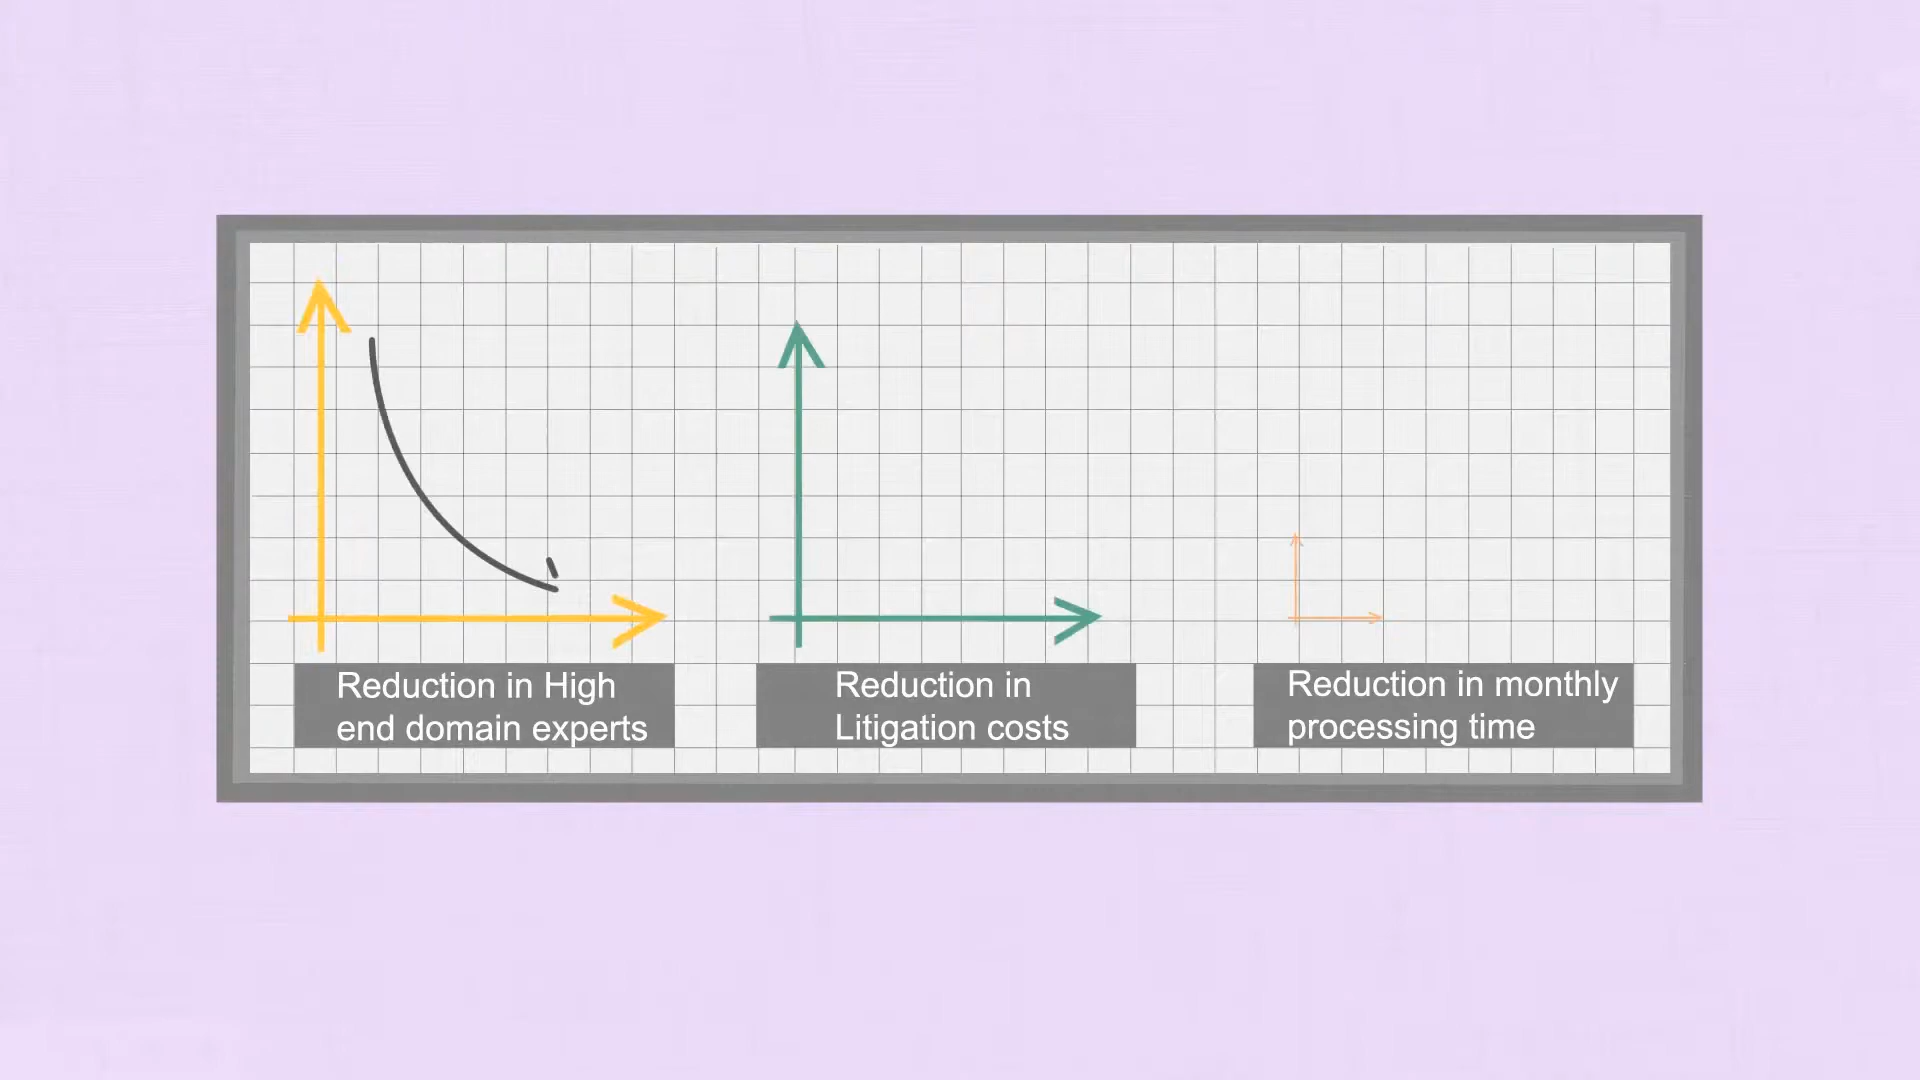 Reduction in High
end domain experts
Reduction in
Litigation costs
Reduction in monthly
processing time